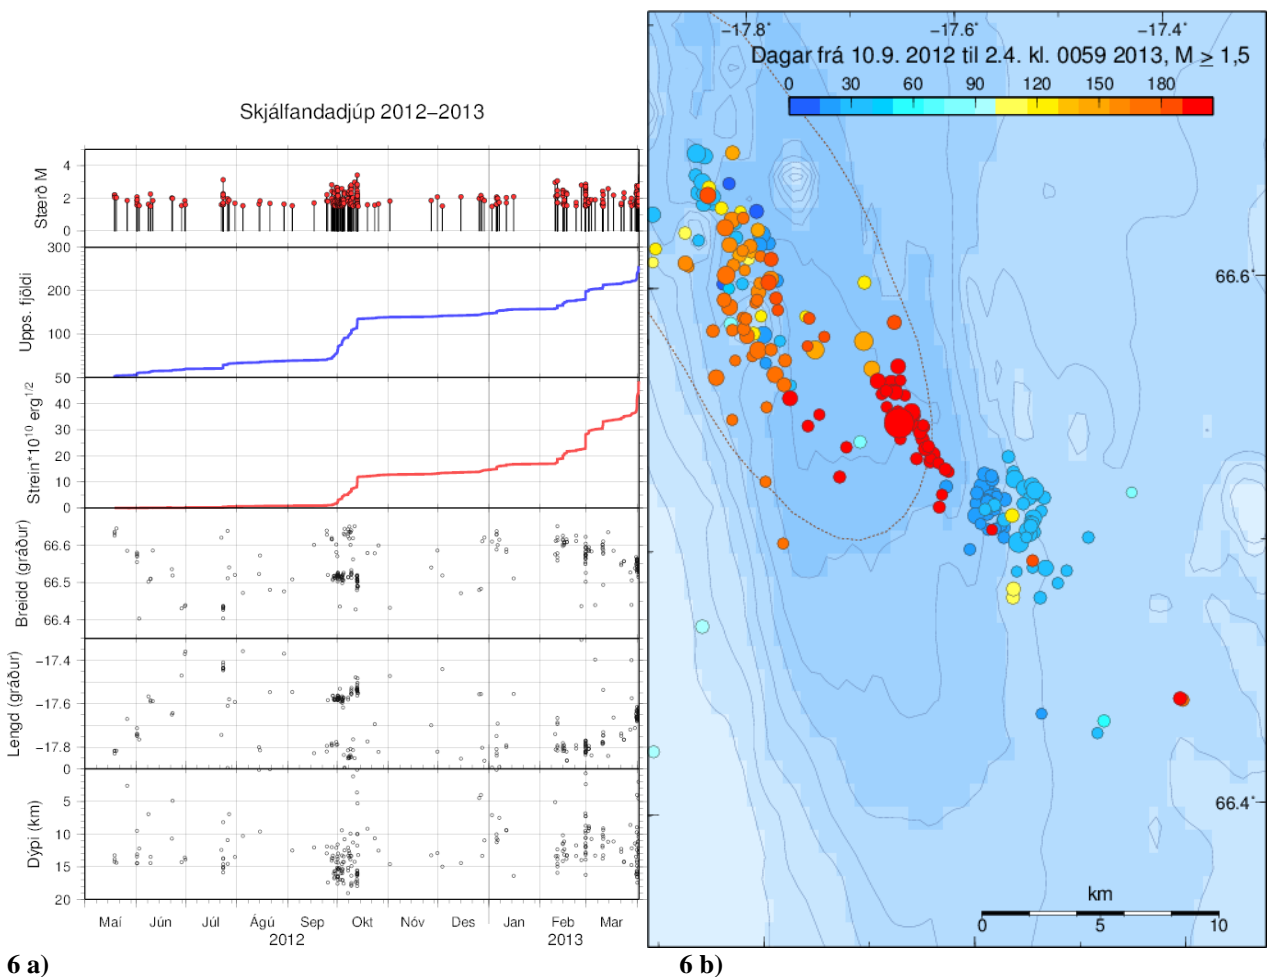 Skjálfandadjúp 2012–2013
Stærð M
4
2
0
Upps. fjöldi
300
200
100
50
Strein*10¹⁰ erg¹/²
40
30
20
10
0
Breidd (gráður)
66.6
66.5
66.4
Lengd (gráður)
−17.4
−17.6
−17.8
Dýpi (km)
0
5
10
15
20
Maí Jún Júl Ágú Sep Okt Nóv Des Jan Feb Mar
2012 2013
6 a)
−17.8° −17.6° −17.4°
Dagar frá 10.9. 2012 til 2.4. kl. 0059 2013, M ≥ 1,5
0 30 60 90 120 150 180
66.6°
66.4°
km
0 5 10
6 b)